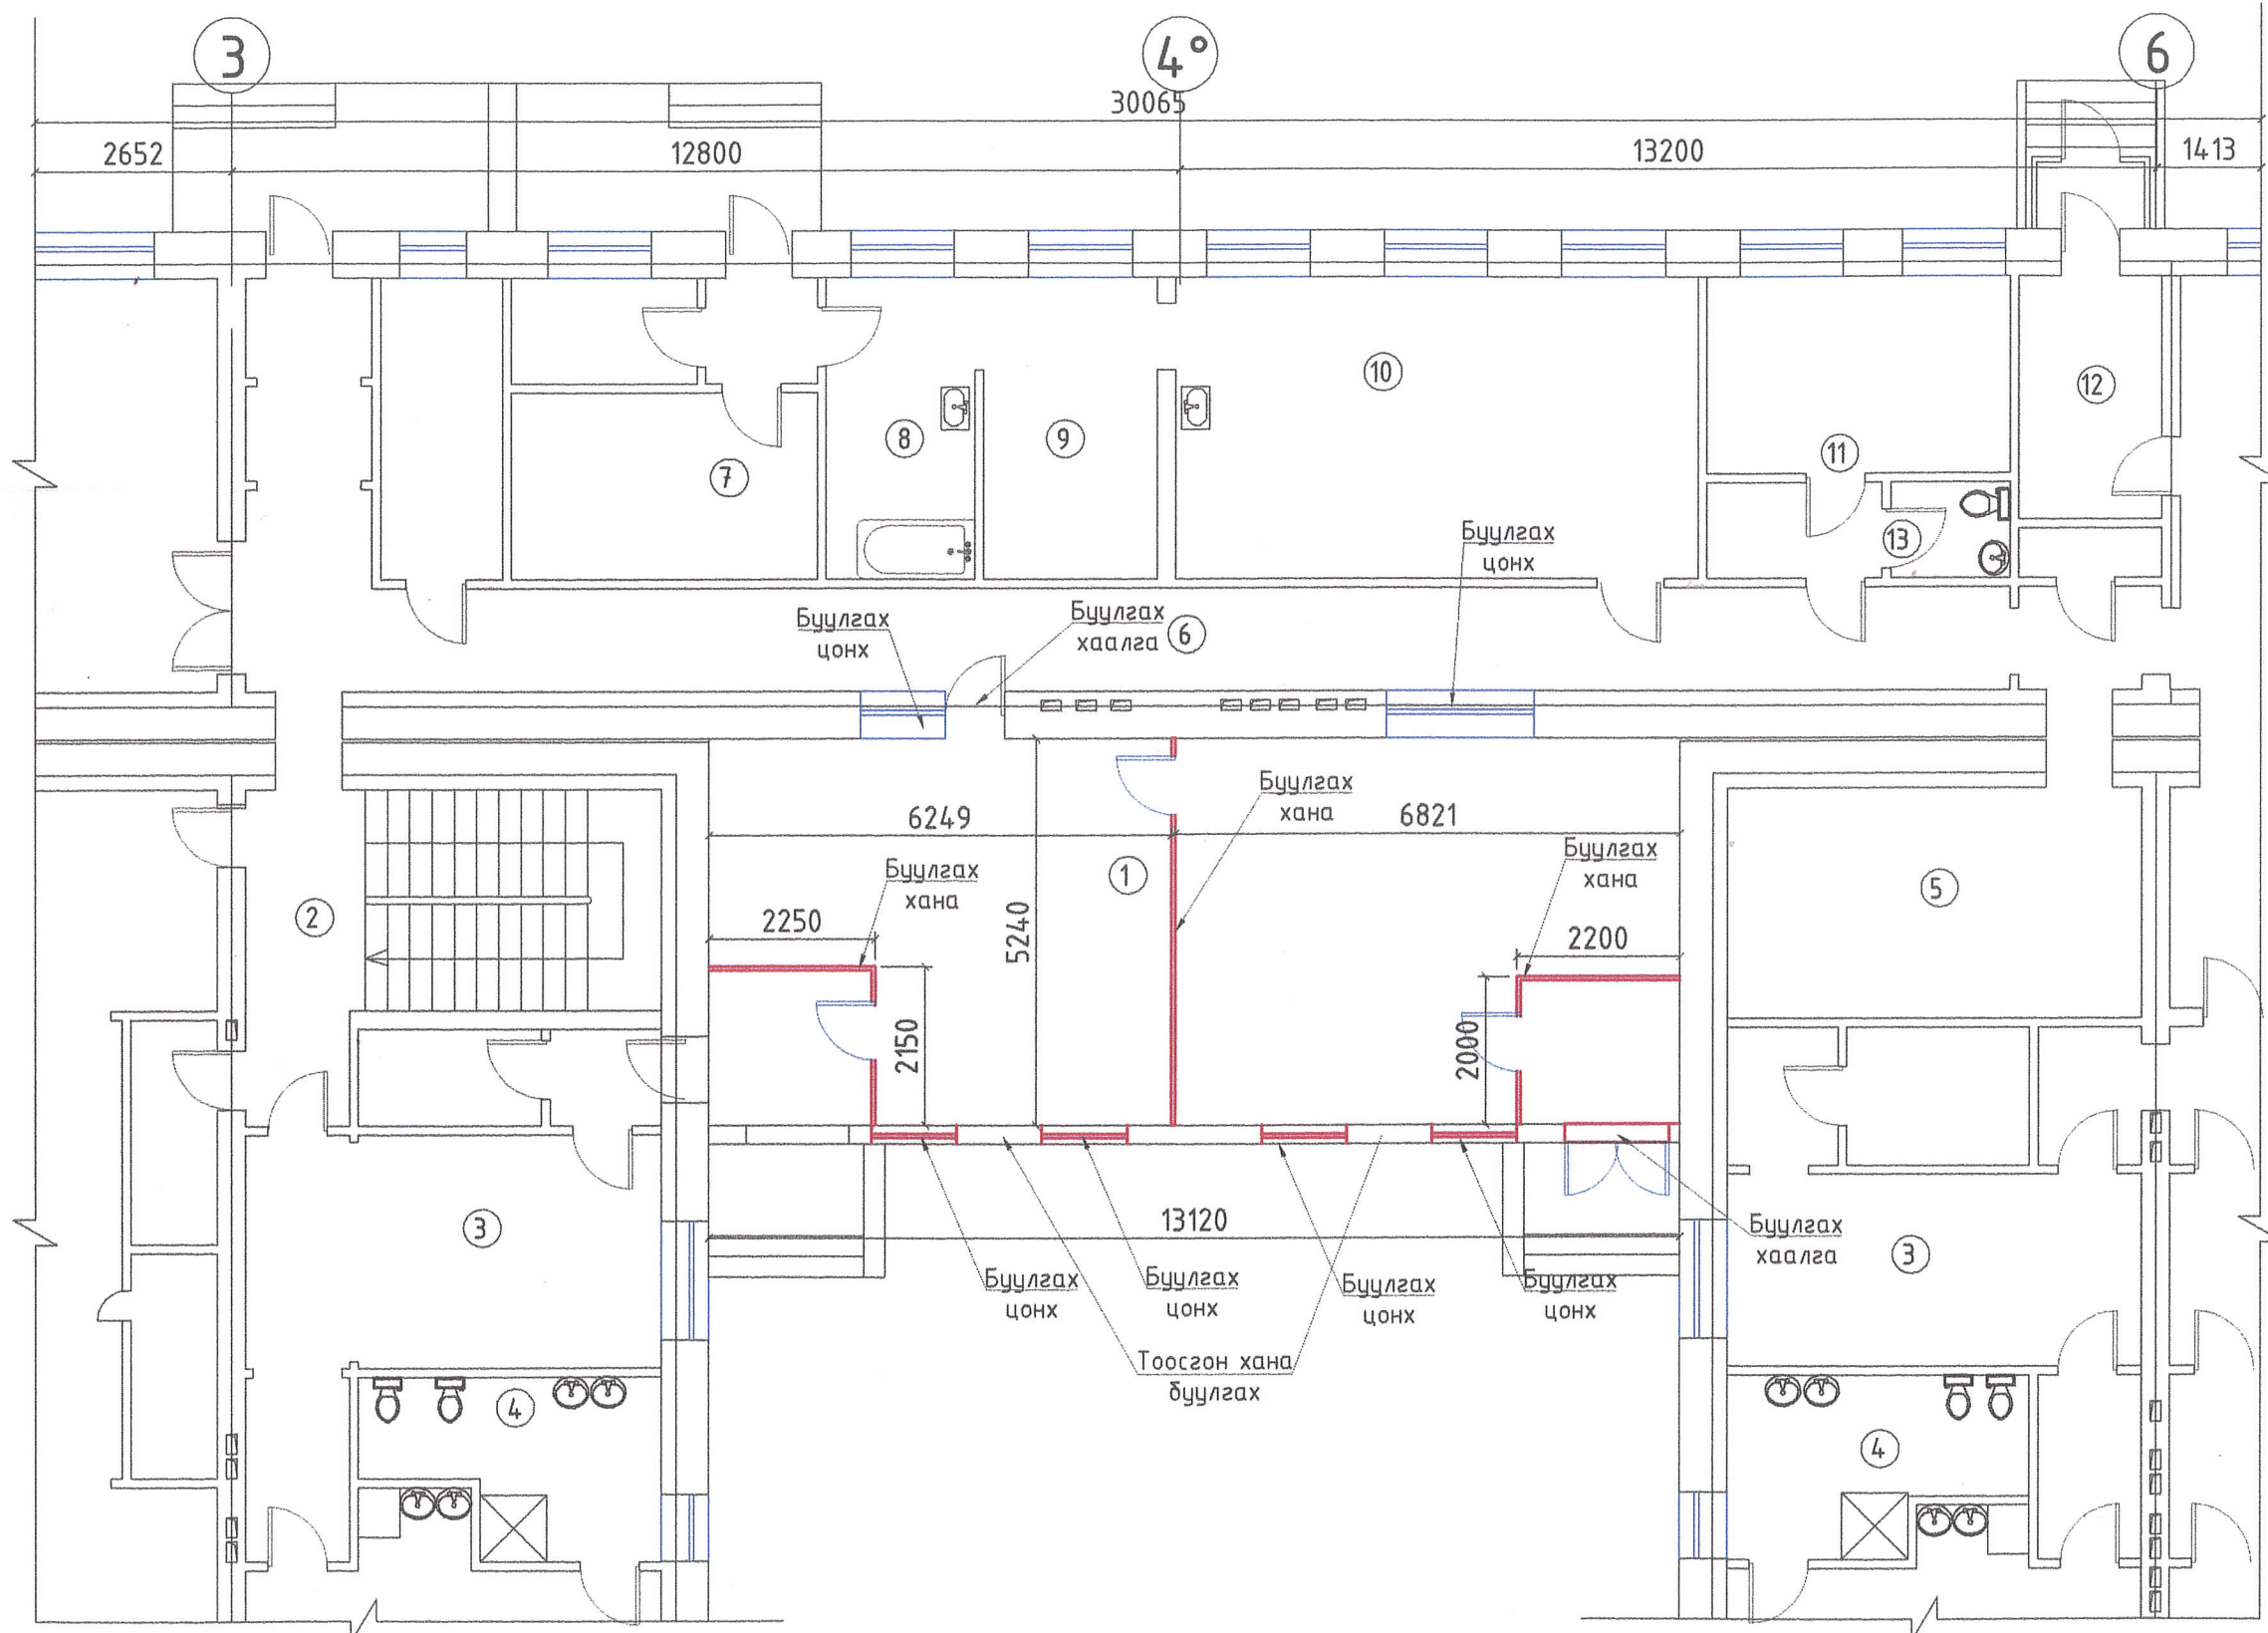 3
4°
6
30065
2652
12800
13200
1413
10
12
8
9
11
7
13
Буулгах
цонх
Буулгах
цонх
Буулгах
хаалга
6
6249
6821
Буулгах
хана
Буулгах
хана
Буулгах
хана
1
5
2
2250
5240
2200
2150
2000
3
13120
3
Буулгах
хаалга
Буулгах
цонх
Буулгах
цонх
Буулгах
цонх
Буулгах
цонх
Тоосгон хана
буулгах
4
4